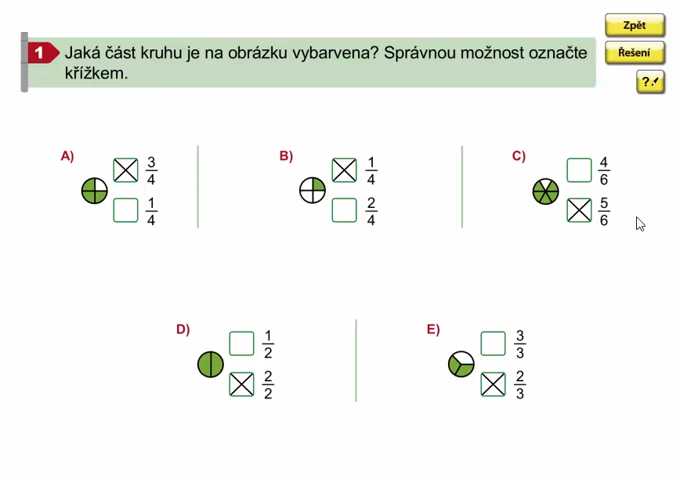 Zpět
1 Jaká část kruhu je na obrázku vybarvena? Správnou možnost označte
křížkem.
Řešení
?
A) 3/4
1/4
B) 1/4
2/4
C) 4/6
5/6
D) 1/2
2/2
E) 3/3
2/3